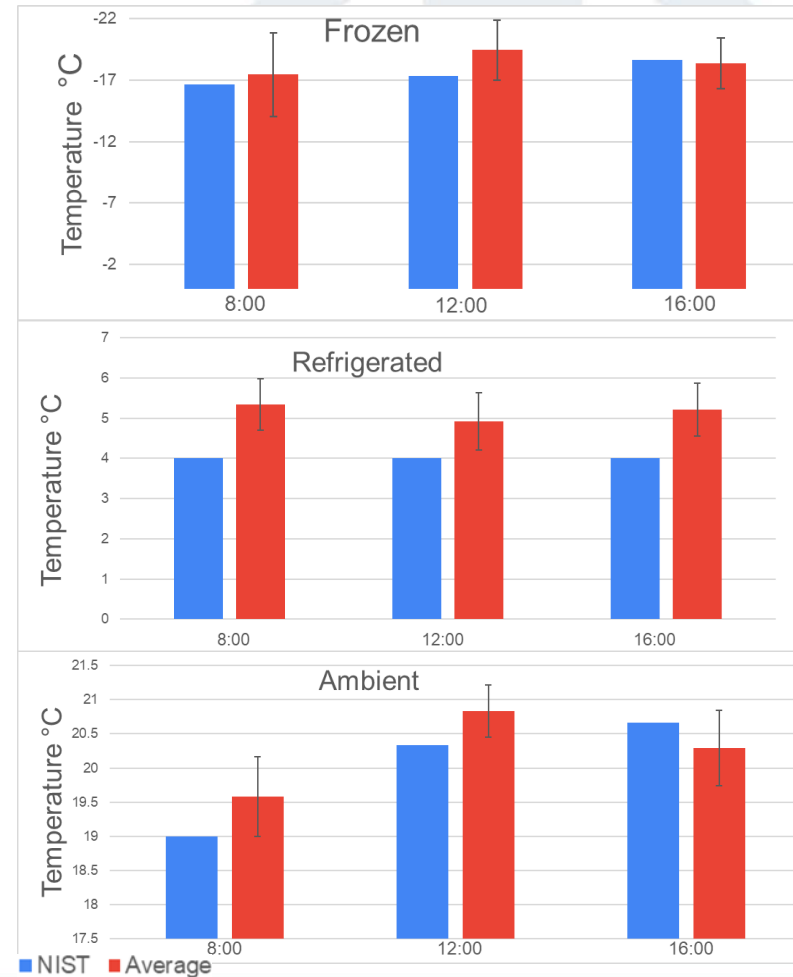 Frozen
Temperature °C
-22
-17
-12
-7
-2
8:00 12:00 16:00
Refrigerated
Temperature °C
7
6
5
4
3
2
1
0
8:00 12:00 16:00
Ambient
Temperature °C
21.5
21
20.5
20
19.5
19
18.5
18
17.5
8:00 12:00 16:00
NIST Average